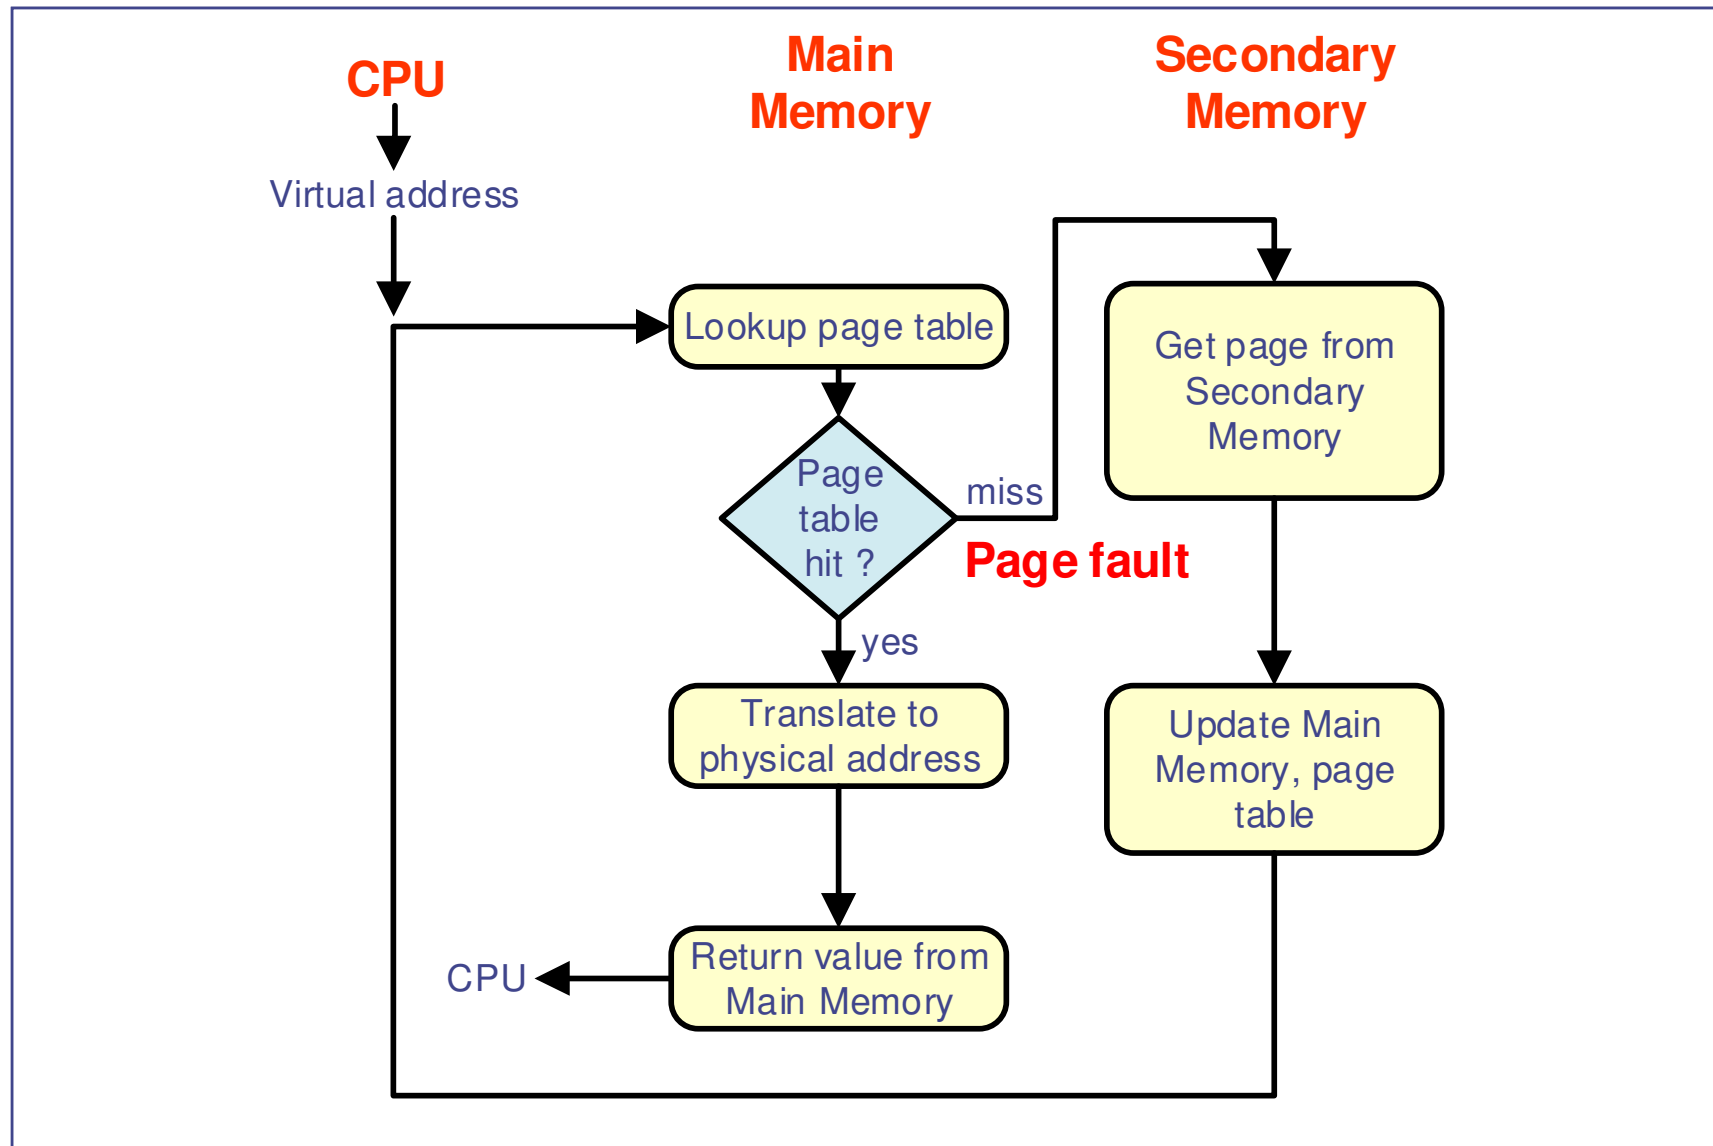 CPU
Main
Memory
Secondary
Memory
Virtual address
Lookup page table
Page
table
hit ?
miss
Page fault
yes
Get page from
Secondary
Memory
Translate to
physical address
Update Main
Memory, page
table
Return value from
Main Memory
CPU